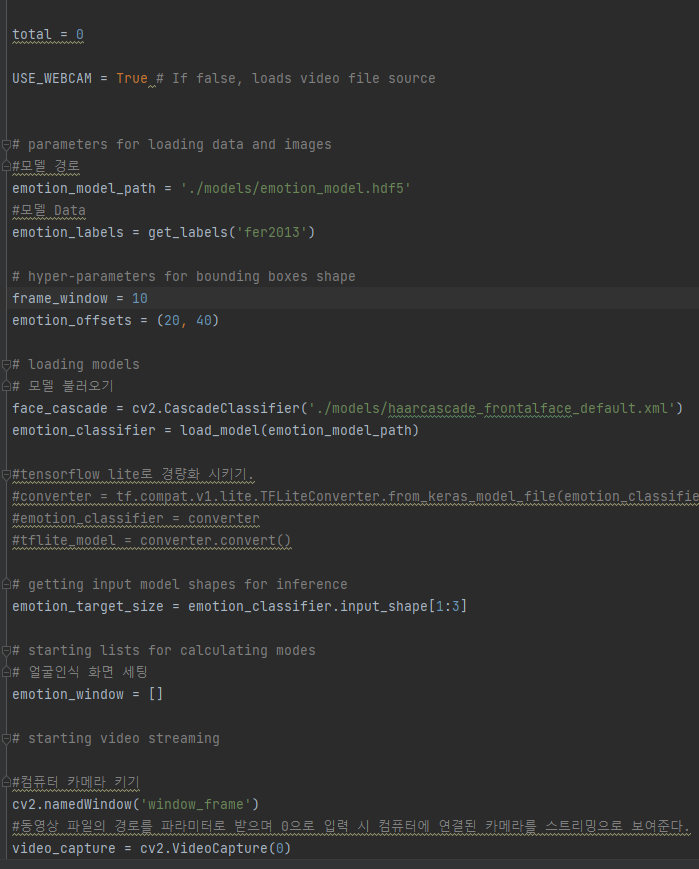 total = 0
USE_WEBCAM = True # If false, loads video file source
# parameters for loading data and images
#모델 경로
emotion_model_path = './models/emotion_model.hdf5'
#모델 Data
emotion_labels = get_labels('fer2013')
# hyper-parameters for bounding boxes shape
frame_window = 10
emotion_offsets = (20, 40)
# loading models
# 모델 불러오기
face_cascade = cv2.CascadeClassifier('./models/haarcascade_frontalface_default.xml')
emotion_classifier = load_model(emotion_model_path)
#tensorflow lite로 경량화 시키기.
#converter = tf.compat.v1.lite.TFLiteConverter.from_keras_model_file(emotion_classifie
#emotion_classifier = converter
#tflite_model = converter.convert()
# getting input model shapes for inference
emotion_target_size = emotion_classifier.input_shape[1:3]
# starting lists for calculating modes
# 얼굴인식 화면 세팅
emotion_window = []
# starting video streaming
#컴퓨터 카메라 키기
cv2.namedWindow('window_frame')
#동영상 파일의 경로를 파라미터로 받으며 0으로 입력 시 컴퓨터에 연결된 카메라를 스트리밍으로 보여준다.
video_capture = cv2.VideoCapture(0)